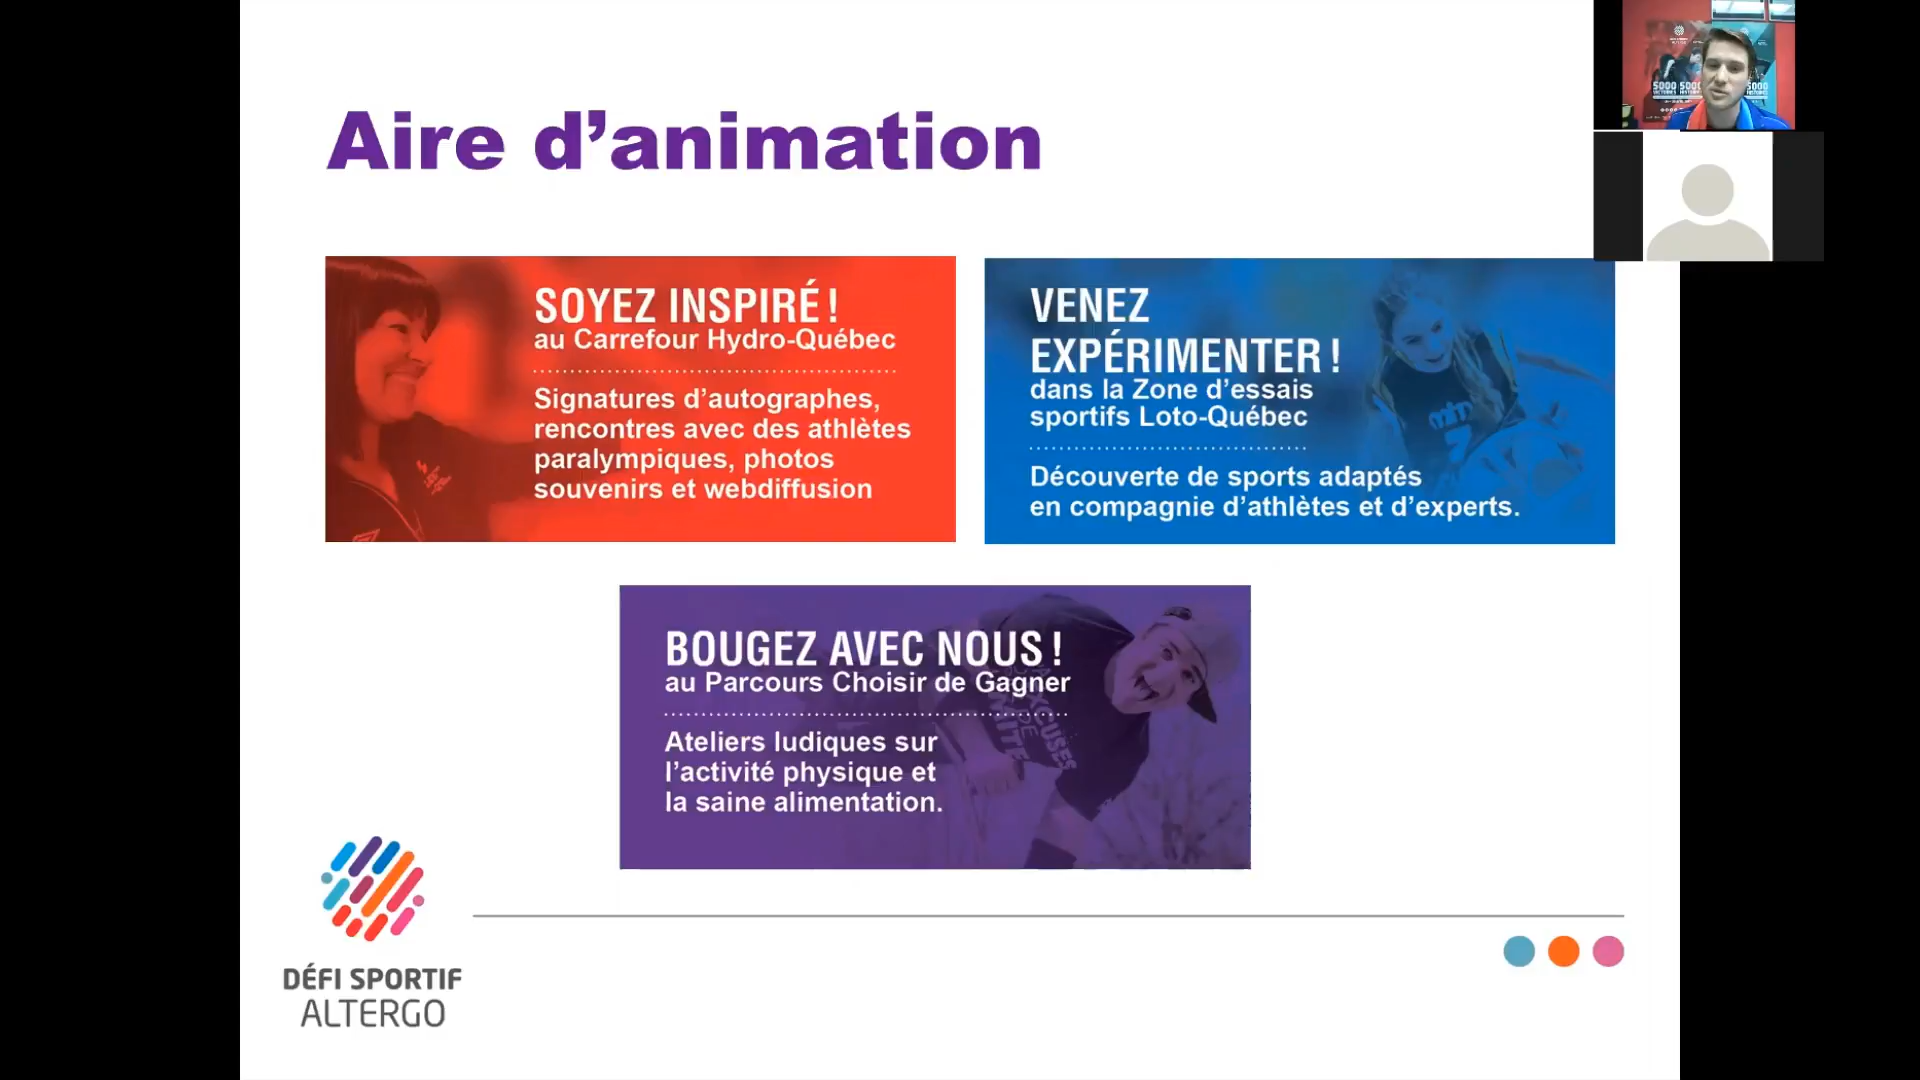 Aire d’animation
SOYEZ INSPIRÉ !
au Carrefour Hydro-Québec
Signatures d’autographes,
rencontres avec des athlètes
paralympiques, photos
souvenirs et webdiffusion
VENEZ
EXPÉRIMENTER !
dans la Zone d’essais
sportifs Loto-Québec
Découverte de sports adaptés
en compagnie d’athlètes et d’experts.
BOUGEZ AVEC NOUS !
au Parcours Choisir de Gagner
Ateliers ludiques sur
l’activité physique et
la saine alimentation.
DÉFI SPORTIF
ALTERGO
5000
5000